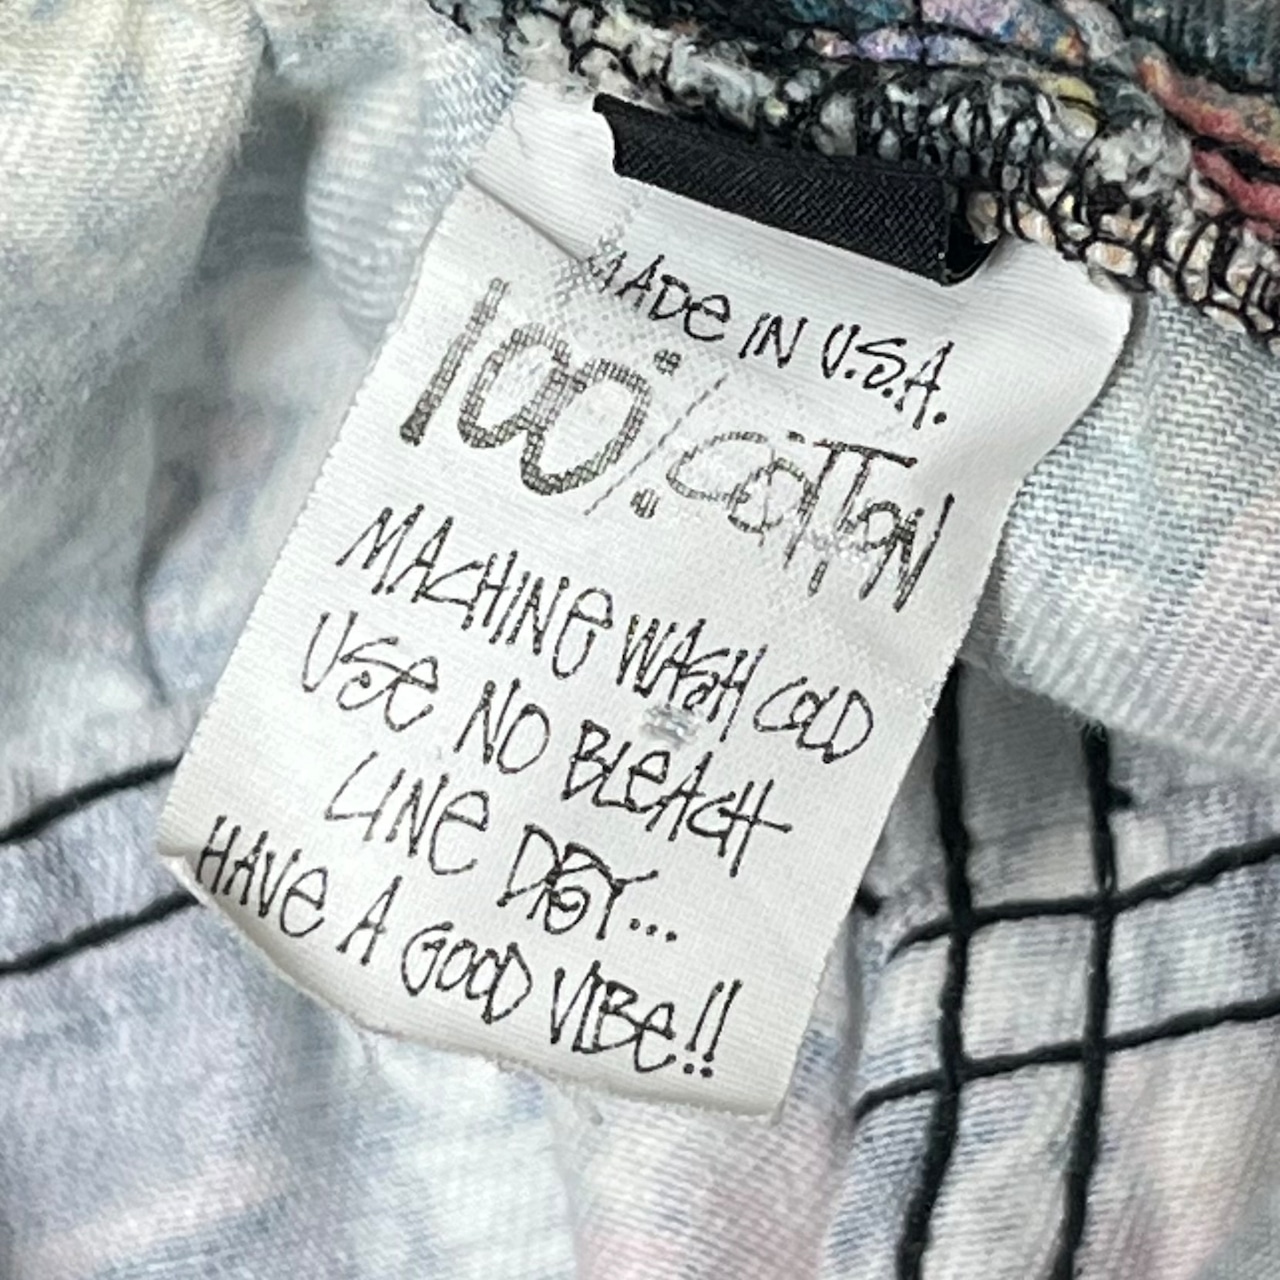 MADE IN U.S.A.
100% COTTON
MACHINE WASH COLD
USE NO BLEACH
LINE DRY...
HAVE A GOOD VIBE!!